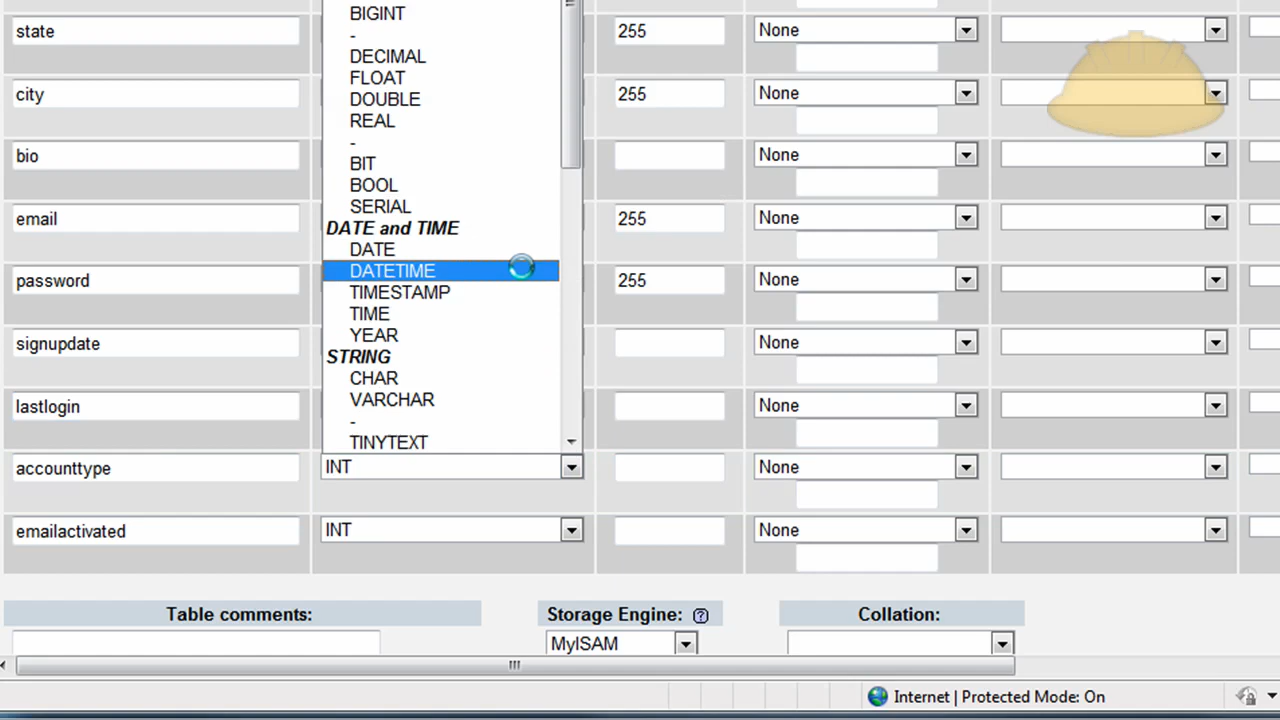 BIGINT
state 255 None
-
DECIMAL
FLOAT
city 255 None
DOUBLE
REAL
-
bio None
BIT
BOOL
SERIAL
email 255 None
DATE and TIME
DATE
DATETIME
password 255 None
TIMESTAMP
TIME
YEAR
signupdate None
STRING
CHAR
VARCHAR
lastlogin None
-
TINYTEXT
accounttype INT None
emailactivated INT None
Table comments: Storage Engine: ? Collation:
MyISAM
Internet | Protected Mode: On